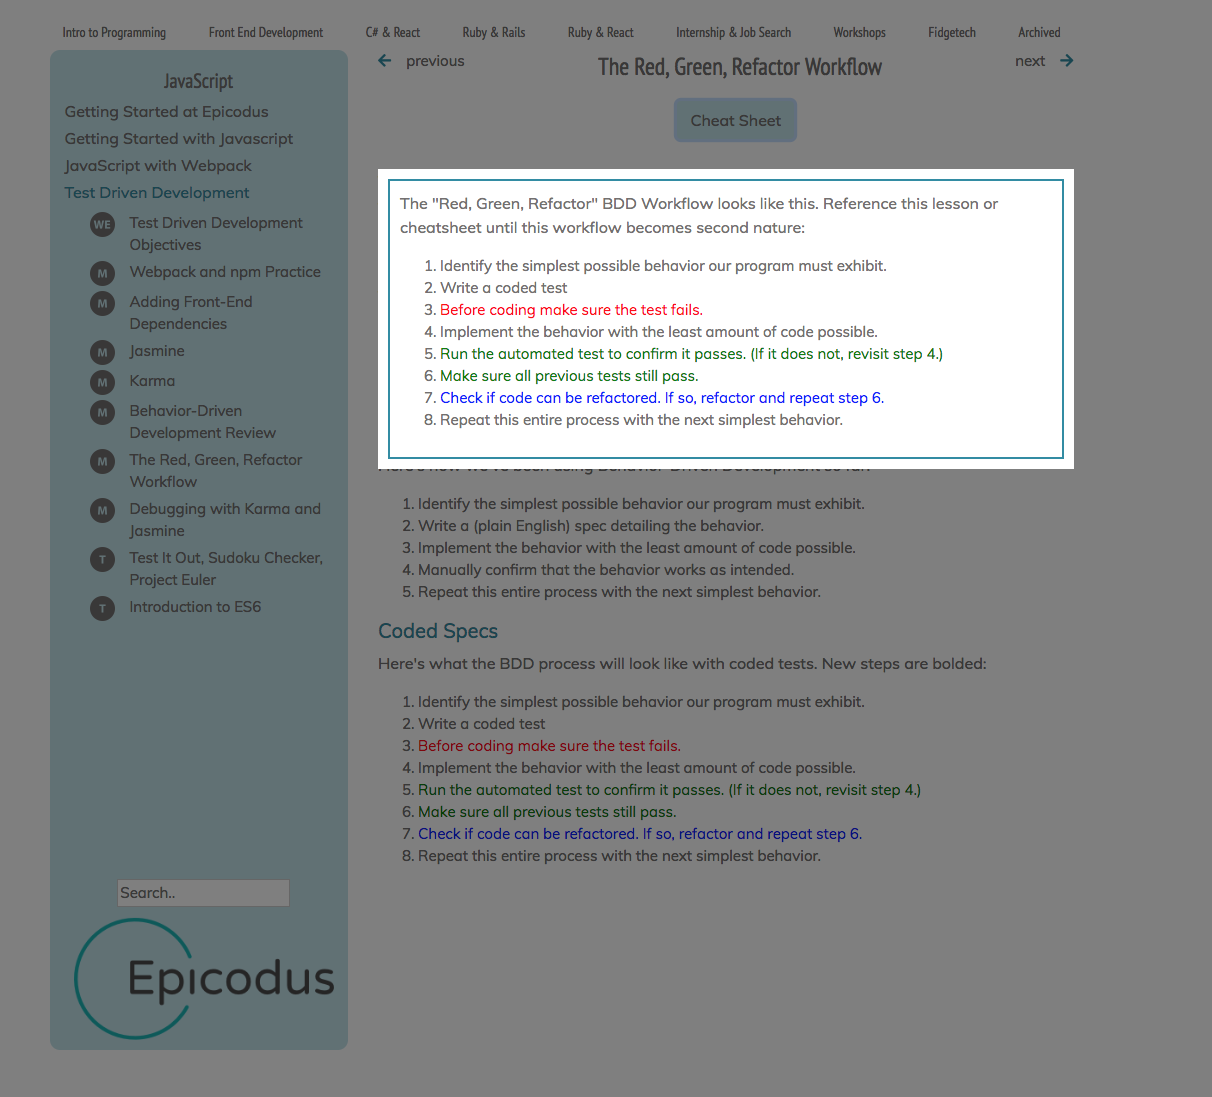 Intro to Programming Front End Development C# & React Ruby & Rails Ruby & React Internship & Job Search Workshops Fidgetech Archived
JavaScript
Getting Started at Epicodus
Getting Started with Javascript
JavaScript with Webpack
Test Driven Development
WE Test Driven Development
Objectives
M Webpack and npm Practice
M Adding Front-End
Dependencies
M Jasmine
M Karma
M Behavior-Driven
Development Review
M The Red, Green, Refactor
Workflow
M Debugging with Karma and
Jasmine
T Test It Out, Sudoku Checker,
Project Euler
T Introduction to ES6
Search..
Epicodus
previous
The Red, Green, Refactor Workflow
next
Cheat Sheet
The "Red, Green, Refactor" BDD Workflow looks like this. Reference this lesson or
cheatsheet until this workflow becomes second nature:
1. Identify the simplest possible behavior our program must exhibit.
2. Write a coded test
3. Before coding make sure the test fails.
4. Implement the behavior with the least amount of code possible.
5. Run the automated test to confirm it passes. (If it does not, revisit step 4.)
6. Make sure all previous tests still pass.
7. Check if code can be refactored. If so, refactor and repeat step 6.
8. Repeat this entire process with the next simplest behavior.
1. Identify the simplest possible behavior our program must exhibit.
2. Write a (plain English) spec detailing the behavior.
3. Implement the behavior with the least amount of code possible.
4. Manually confirm that the behavior works as intended.
5. Repeat this entire process with the next simplest behavior.
Coded Specs
Here's what the BDD process will look like with coded tests. New steps are bolded:
1. Identify the simplest possible behavior our program must exhibit.
2. Write a coded test
3. Before coding make sure the test fails.
4. Implement the behavior with the least amount of code possible.
5. Run the automated test to confirm it passes. (If it does not, revisit step 4.)
6. Make sure all previous tests still pass.
7. Check if code can be refactored. If so, refactor and repeat step 6.
8. Repeat this entire process with the next simplest behavior.